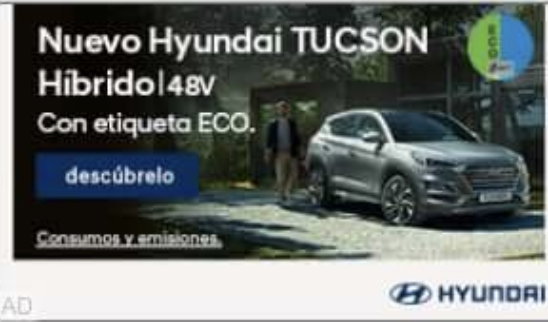 Nuevo Hyundai TUCSON
Híbrido|48V
Con etiqueta ECO.
descúbrelo
Consumos y emisiones.
HYUNDAI
AD